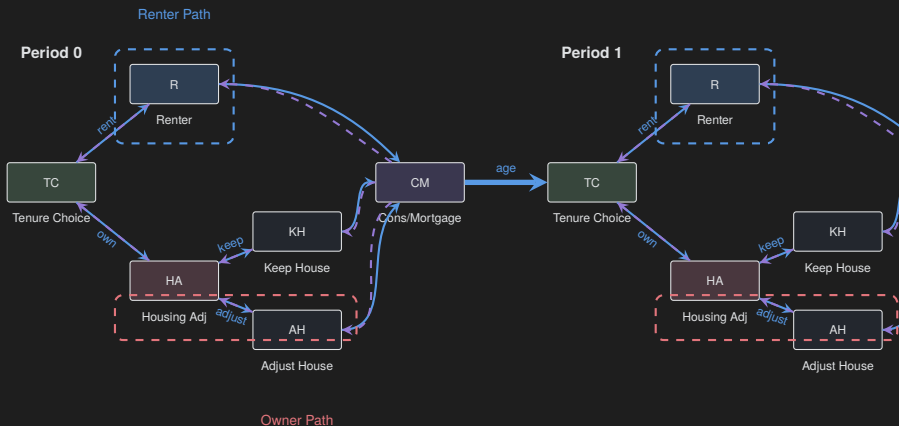 Renter Path
Period 0
Period 1
R
Renter
rent
TC
Tenure Choice
own
CM
Cons/Mortgage
age
KH
Keep House
keep
HA
Housing Adj
adjust
AH
Adjust House
R
Renter
rent
TC
Tenure Choice
own
KH
Keep House
keep
HA
Housing Adj
adjust
AH
Adjust House
Owner Path